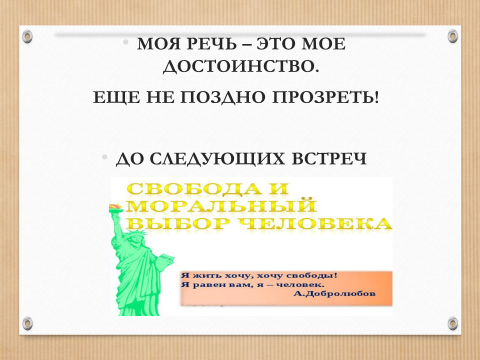 МОЯ РЕЧЬ – ЭТО МОЕ
ДОСТОИНСТВО.
ЕЩЕ НЕ ПОЗДНО ПРОЗРЕТЬ!
ДО СЛЕДУЮЩИХ ВСТРЕЧ
СВОБОДА И
МОРАЛЬНЫЙ
ВЫБОР ЧЕЛОВЕКА
Я жить хочу, хочу свободы!
Я равен вам, я – человек.
А.Добролюбов